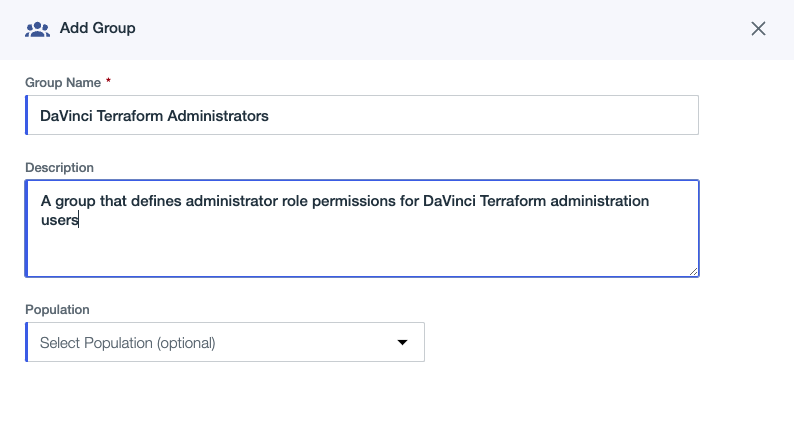 Add Group
Group Name *
DaVinci Terraform Administrators
Description
A group that defines administrator role permissions for DaVinci Terraform administration
users
Population
Select Population (optional)